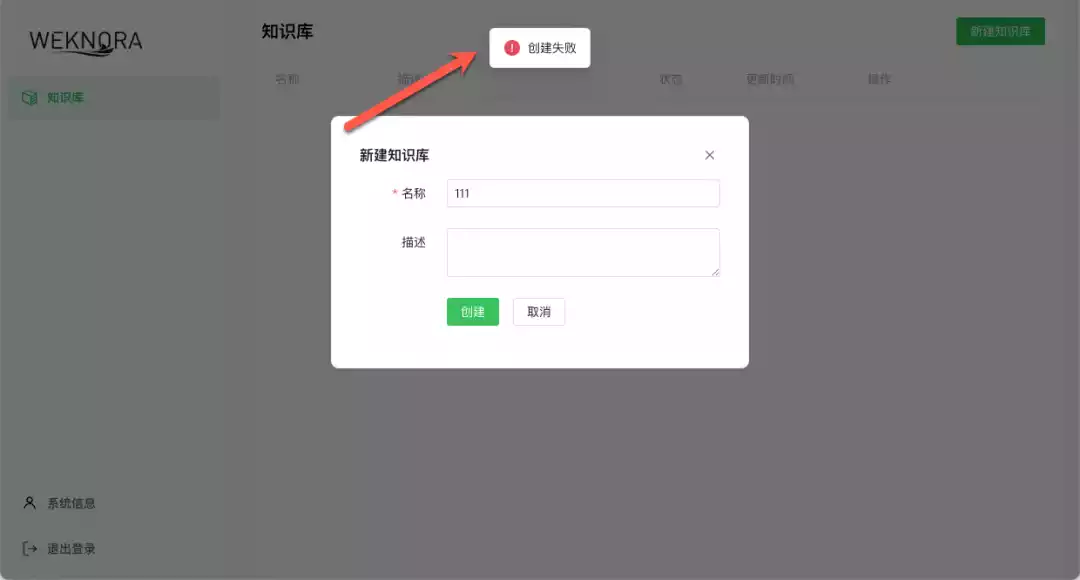 WEKNORA
知识库
新建知识库
创建失败
名称
描述
状态
更新时间
操作
知识库
新建知识库
* 名称
111
描述
创建
取消
系统信息
退出登录